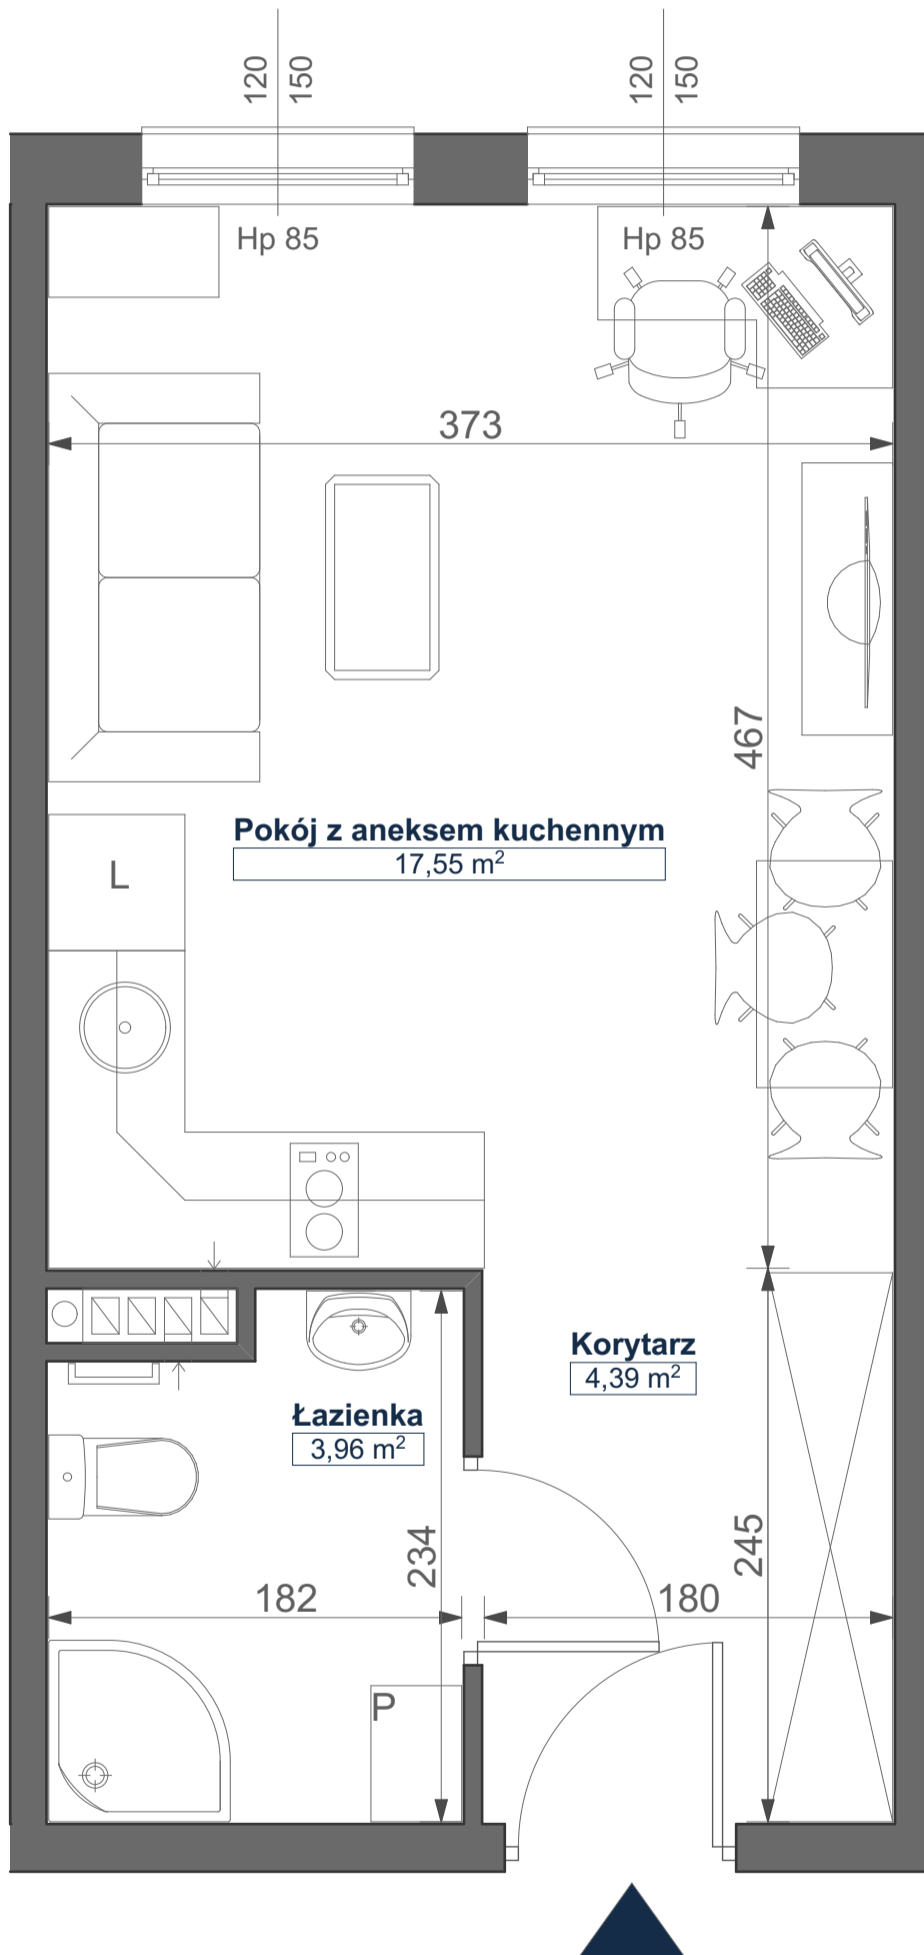 120
150
120
150
Hp 85
Hp 85
373
467
Pokój z aneksem kuchennym
17,55 m²
L
Korytarz
4,39 m²
Łazienka
3,96 m²
234
245
182
180
P